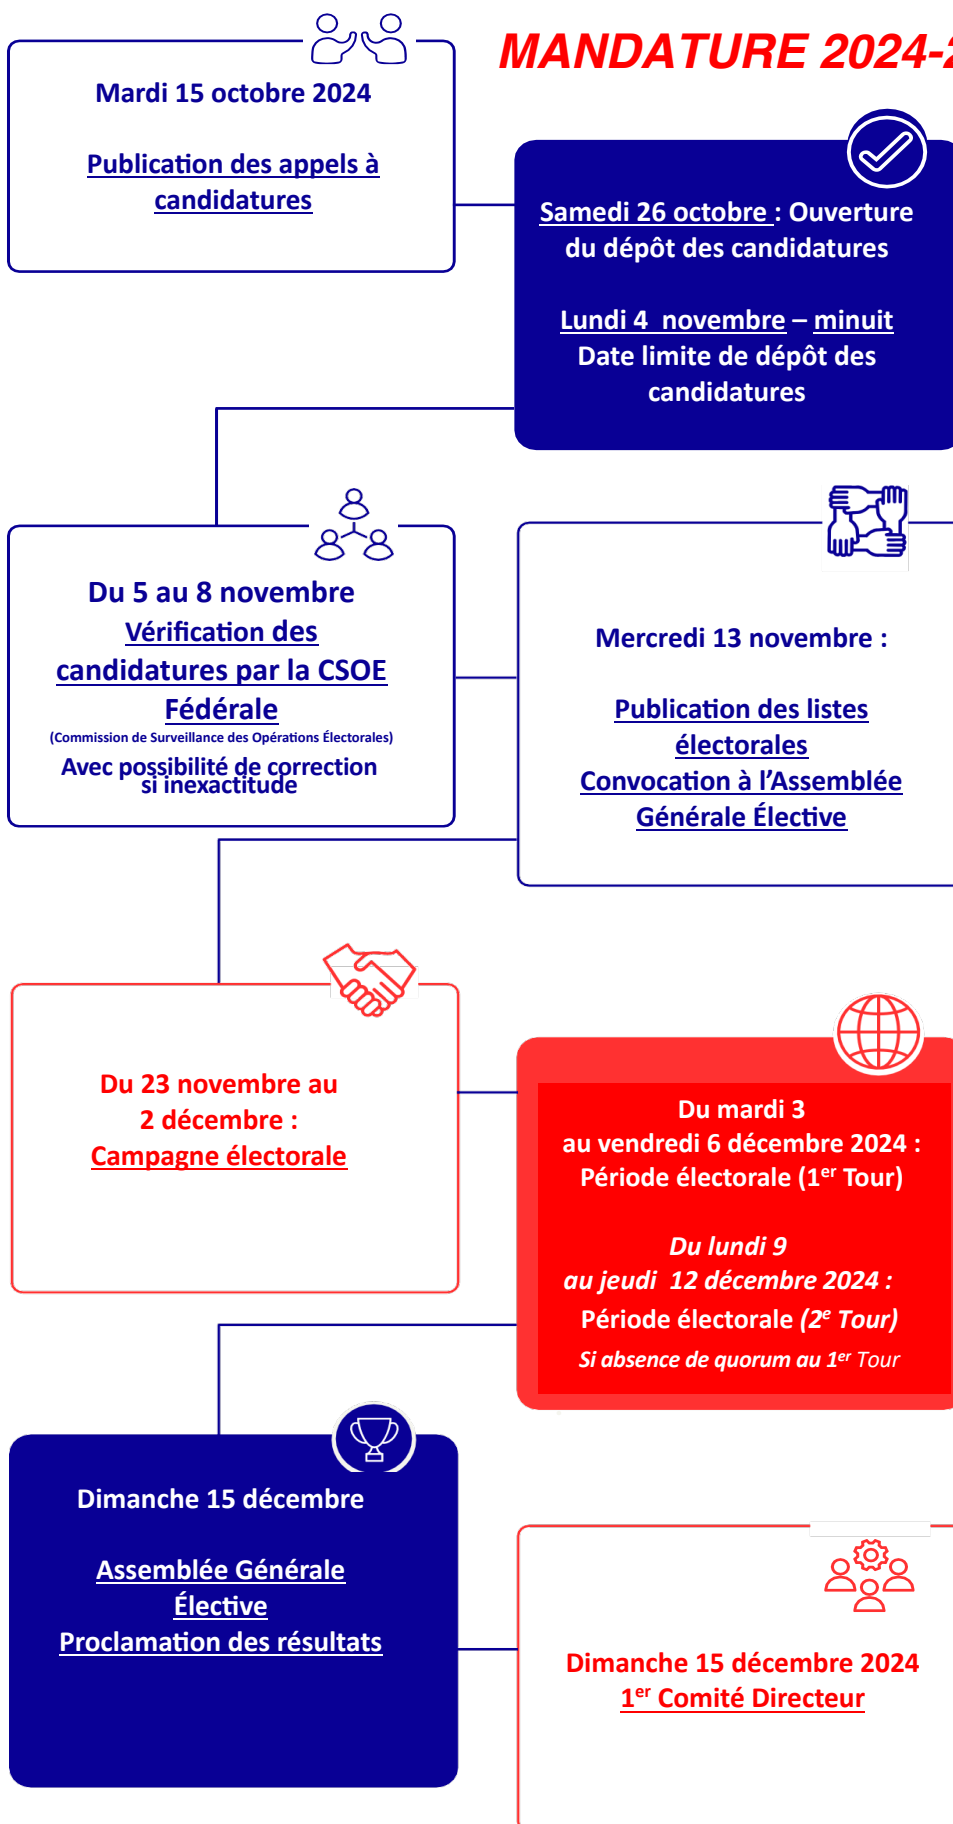 MANDATURE 2024-2
Mardi 15 octobre 2024
Publication des appels à
candidatures
Samedi 26 octobre : Ouverture
du dépôt des candidatures
Lundi 4 novembre – minuit
Date limite de dépôt des
candidatures
Du 5 au 8 novembre
Vérification des
candidatures par la CSOE
Fédérale
(Commission de Surveillance des Opérations Électorales)
Avec possibilité de correction
si inexactitude
Mercredi 13 novembre :
Publication des listes
électorales
Convocation à l’Assemblée
Générale Élective
Du 23 novembre au
2 décembre :
Campagne électorale
Du mardi 3
au vendredi 6 décembre 2024 :
Période électorale (1er Tour)
Du lundi 9
au jeudi 12 décembre 2024 :
Période électorale (2e Tour)
Si absence de quorum au 1er Tour
Dimanche 15 décembre
Assemblée Générale
Élective
Proclamation des résultats
Dimanche 15 décembre 2024
1er Comité Directeur